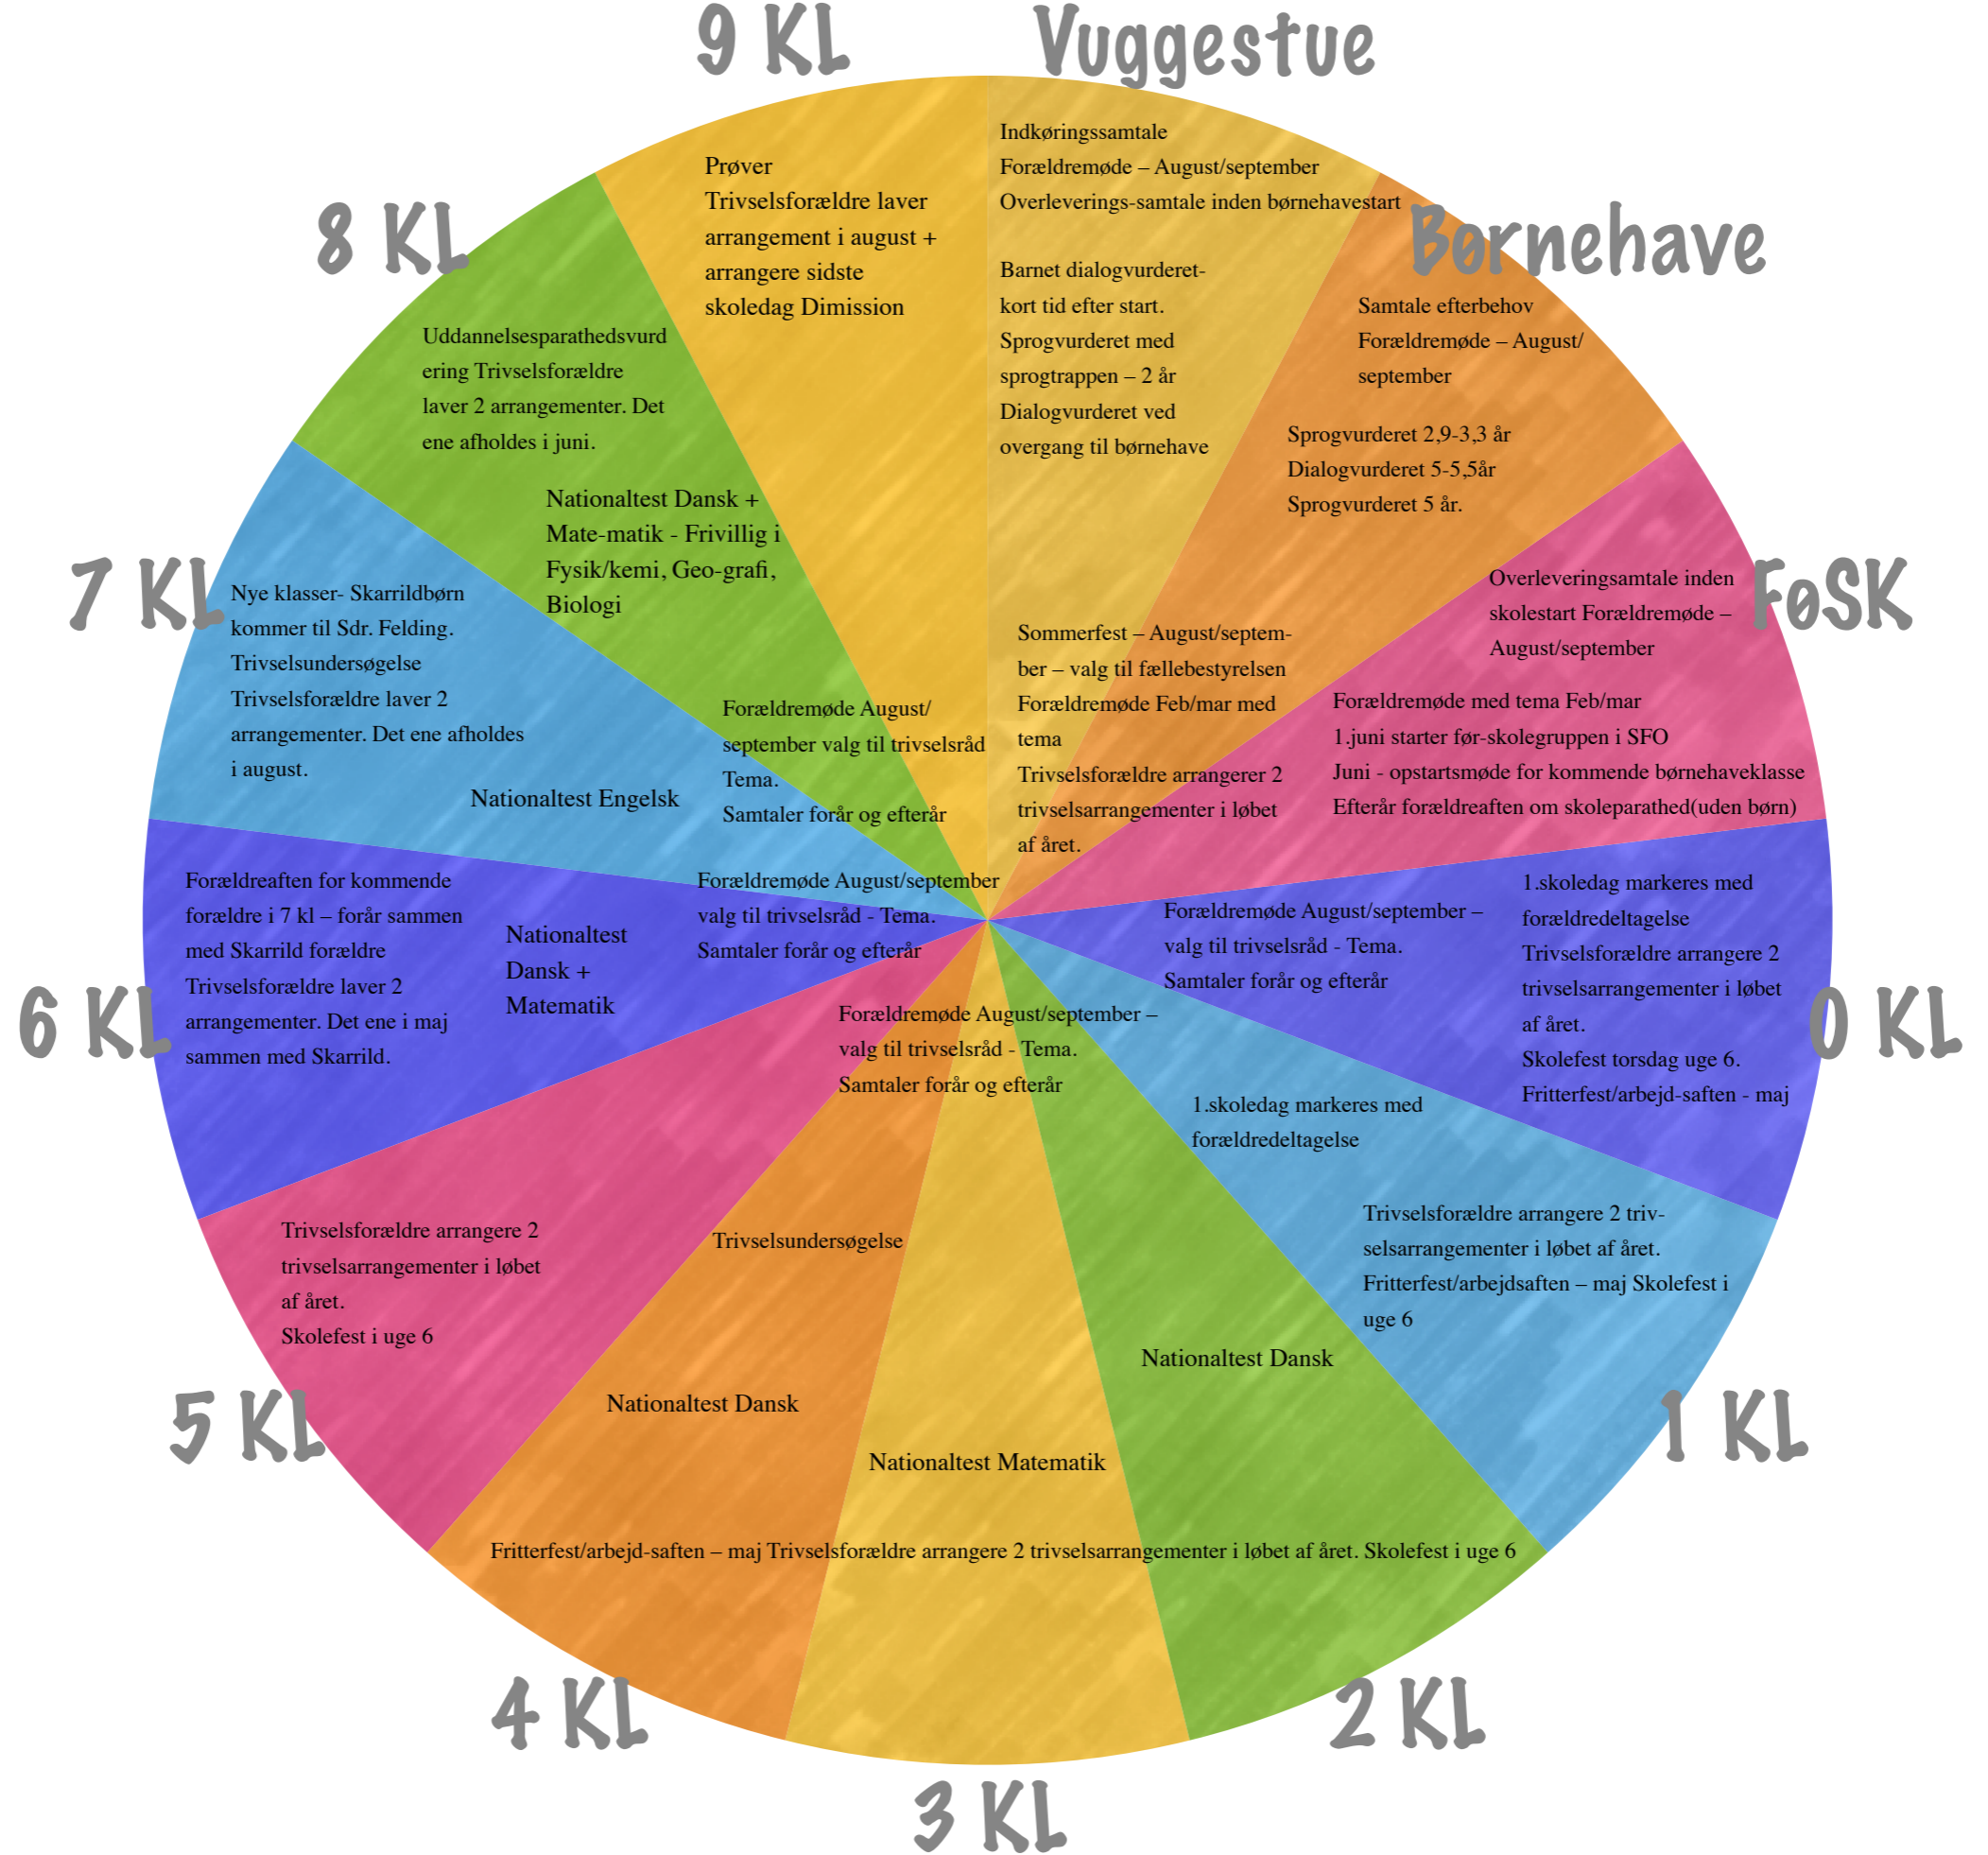 9 KL
Vuggestue
Indkøringssamtale
Forældremøde – August/september
Overleverings-samtale inden børnehavestart
Barnet dialogvurderet-
kort tid efter start.
Sprogvurderet med
sprogtrappen – 2 år
Dialogvurderet ved
overgang til børnehave
Børnehave
Samtale efterbehov
Forældremøde – August/
september
Sprogvurderet 2,9-3,3 år
Dialogvurderet 5-5,5år
Sprogvurderet 5 år.
Sommerfest – August/septem-
ber – valg til fællebestyrelsen
Forældremøde Feb/mar med
tema
Trivselsforældre arrangerer 2
trivselsarrangementer i løbet
af året.
FøSK
Overleveringsamtale inden
skolestart Forældremøde –
August/september
Forældremøde med tema Feb/mar
1.juni starter før-skolegruppen i SFO
Juni - opstartsmøde for kommende børnehaveklasse
Efterår forældreaften om skoleparathed(uden børn)
0 KL
1.skoledag markeres med
forældredeltagelse
Trivselsforældre arrangere 2
trivselsarrangementer i løbet
af året.
Skolefest torsdag uge 6.
Fritterfest/arbejd-saften - maj
Forældremøde August/september –
valg til trivselsråd - Tema.
Samtaler forår og efterår
1 KL
1.skoledag markeres med
forældredeltagelse
Trivselsforældre arrangere 2 triv-
selsarrangementer i løbet af året.
Fritterfest/arbejdsaften – maj Skolefest i
uge 6
2 KL
Nationaltest Dansk
3 KL
Nationaltest Matematik
Forældremøde August/september –
valg til trivselsråd - Tema.
Samtaler forår og efterår
4 KL
Trivselsundersøgelse
Nationaltest Dansk
Fritterfest/arbejd-saften – maj Trivselsforældre arrangere 2 trivselsarrangementer i løbet af året. Skolefest i uge 6
5 KL
Trivselsforældre arrangere 2
trivselsarrangementer i løbet
af året.
Skolefest i uge 6
6 KL
Forældreaften for kommende
forældre i 7 kl – forår sammen
med Skarrild forældre
Trivselsforældre laver 2
arrangementer. Det ene i maj
sammen med Skarrild.
Nationaltest
Dansk +
Matematik
Forældremøde August/september
valg til trivselsråd - Tema.
Samtaler forår og efterår
7 KL
Nye klasser- Skarrildbørn
kommer til Sdr. Felding.
Trivselsundersøgelse
Trivselsforældre laver 2
arrangementer. Det ene afholdes
i august.
Nationaltest Engelsk
8 KL
Uddannelsesparathedsvurd
ering Trivselsforældre
laver 2 arrangementer. Det
ene afholdes i juni.
Nationaltest Dansk +
Mate-matik - Frivillig i
Fysik/kemi, Geo-grafi,
Biologi
Forældremøde August/
september valg til trivselsråd
Tema.
Samtaler forår og efterår
Prøver
Trivselsforældre laver
arrangement i august +
arrangere sidste
skoledag Dimission